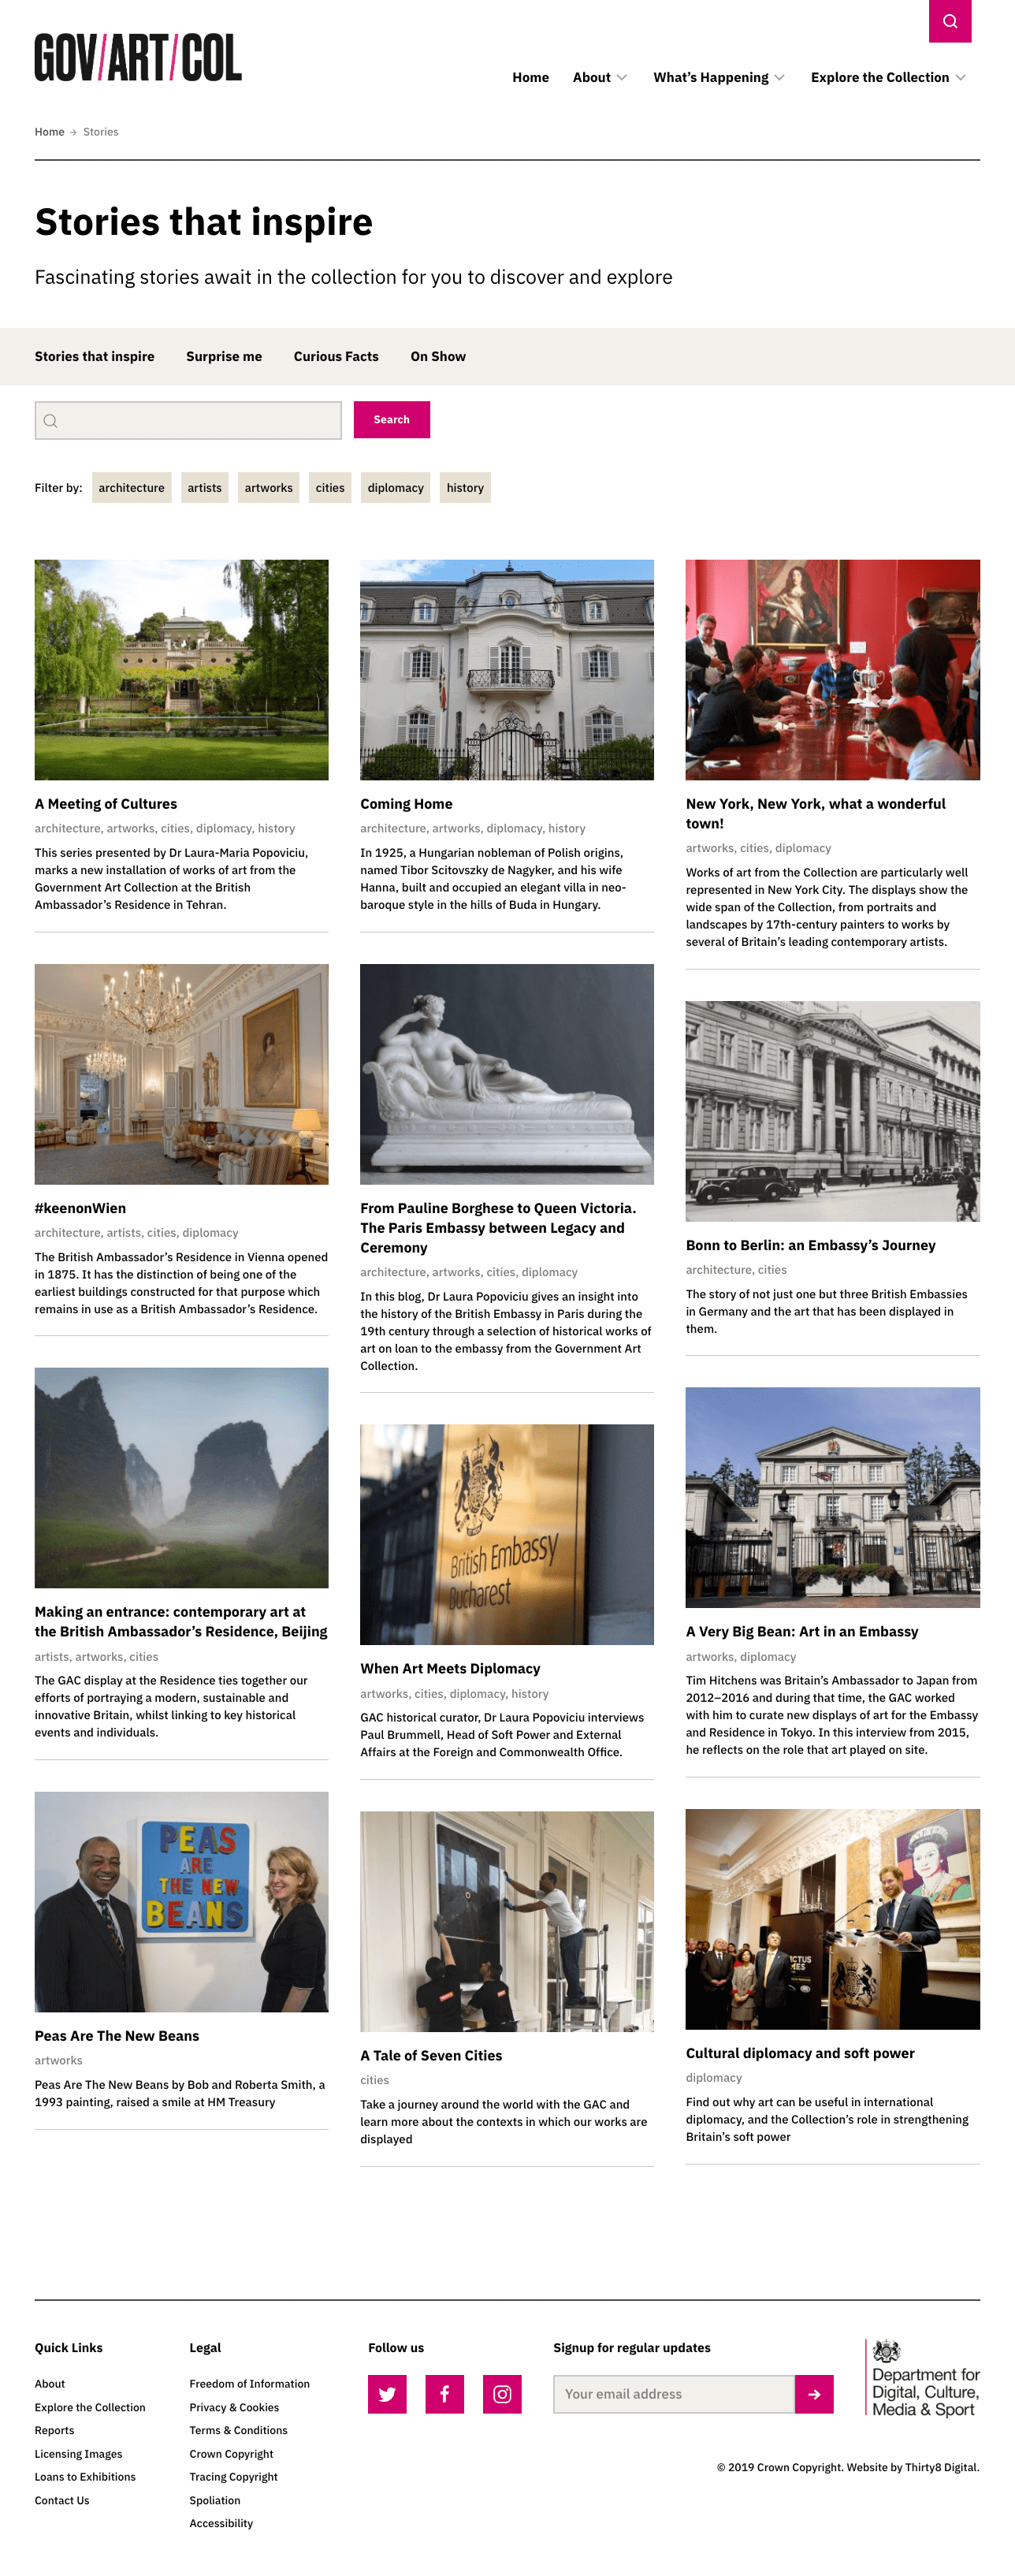 GOV/ART/COL
Home
About
What’s Happening
Explore the Collection
Home → Stories
Stories that inspire
Fascinating stories await in the collection for you to discover and explore
Stories that inspire
Surprise me
Curious Facts
On Show
Search
Filter by:
architecture
artists
artworks
cities
diplomacy
history
A Meeting of Cultures
architecture, artworks, cities, diplomacy, history
This series presented by Dr Laura-Maria Popoviciu,
marks a new installation of works of art from the
Government Art Collection at the British
Ambassador’s Residence in Tehran.
#keenonWien
architecture, artists, cities, diplomacy
The British Ambassador’s Residence in Vienna opened
in 1875. It has the distinction of being one of the
earliest buildings constructed for that purpose which
remains in use as a British Ambassador’s Residence.
Making an entrance: contemporary art at
the British Ambassador’s Residence, Beijing
artists, artworks, cities
The GAC display at the Residence ties together our
efforts of portraying a modern, sustainable and
innovative Britain, whilst linking to key historical
events and individuals.
PEAS
ARE
THE NEW
BEANS
Peas Are The New Beans
artworks
Peas Are The New Beans by Bob and Roberta Smith, a
1993 painting, raised a smile at HM Treasury
Coming Home
architecture, artworks, diplomacy, history
In 1925, a Hungarian nobleman of Polish origins,
named Tibor Scitovszky de Nagyker, and his wife
Hanna, built and occupied an elegant villa in neo-
baroque style in the hills of Buda in Hungary.
From Pauline Borghese to Queen Victoria.
The Paris Embassy between Legacy and
Ceremony
architecture, artworks, cities, diplomacy
In this blog, Dr Laura Popoviciu gives an insight into
the history of the British Embassy in Paris during the
19th century through a selection of historical works of
art on loan to the embassy from the Government Art
Collection.
British Embassy
Bucharest
When Art Meets Diplomacy
artworks, cities, diplomacy, history
GAC historical curator, Dr Laura Popoviciu interviews
Paul Brummell, Head of Soft Power and External
Affairs at the Foreign and Commonwealth Office.
A Tale of Seven Cities
cities
Take a journey around the world with the GAC and
learn more about the contexts in which our works are
displayed
New York, New York, what a wonderful
town!
artworks, cities, diplomacy
Works of art from the Collection are particularly well
represented in New York City. The displays show the
wide span of the Collection, from portraits and
landscapes by 17th-century painters to works by
several of Britain’s leading contemporary artists.
Bonn to Berlin: an Embassy’s Journey
architecture, cities
The story of not just one but three British Embassies
in Germany and the art that has been displayed in
them.
A Very Big Bean: Art in an Embassy
artworks, diplomacy
Tim Hitchens was Britain’s Ambassador to Japan from
2012–2016 and during that time, the GAC worked
with him to curate new displays of art for the Embassy
and Residence in Tokyo. In this interview from 2015,
he reflects on the role that art played on site.
Cultural diplomacy and soft power
diplomacy
Find out why art can be useful in international
diplomacy, and the Collection’s role in strengthening
Britain’s soft power
Quick Links
About
Explore the Collection
Reports
Licensing Images
Loans to Exhibitions
Contact Us
Legal
Freedom of Information
Privacy & Cookies
Terms & Conditions
Crown Copyright
Tracing Copyright
Spoliation
Accessibility
Follow us
Signup for regular updates
Your email address
Department for
Digital, Culture,
Media & Sport
© 2019 Crown Copyright. Website by Thirty8 Digital.